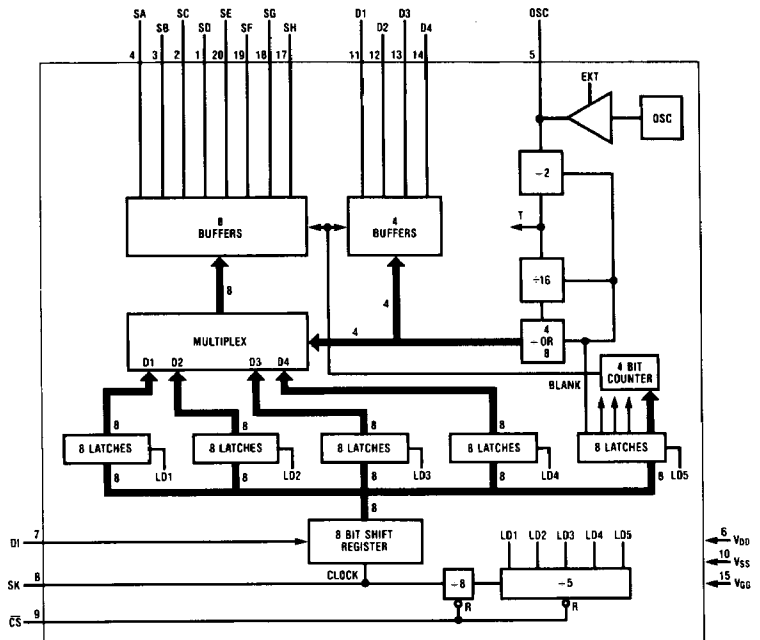 SA SC SE SG D1 D3 OSC
SB SD SF SH D2 D4
4 3 2 1 20 19 18 17 11 12 13 14 5
EXT
OSC
÷2
8 BUFFERS
4 BUFFERS
T
÷16
8
4
4
÷ 4 OR 8
MULTIPLEX
D1 D2 D3 D4
BLANK
4 BIT COUNTER
8 8 8 8
8 LATCHES
8 LATCHES
8 LATCHES
8 LATCHES
8 LATCHES
LD1 LD2 LD3 LD4 LD5
8 8 8 8 8
8
DI 7
8 BIT SHIFT REGISTER
LD1 LD2 LD3 LD4 LD5
6 VDD
10 VSS
15 VGG
CLOCK
SK 8
÷8
÷5
R R
C̅S̅ 9